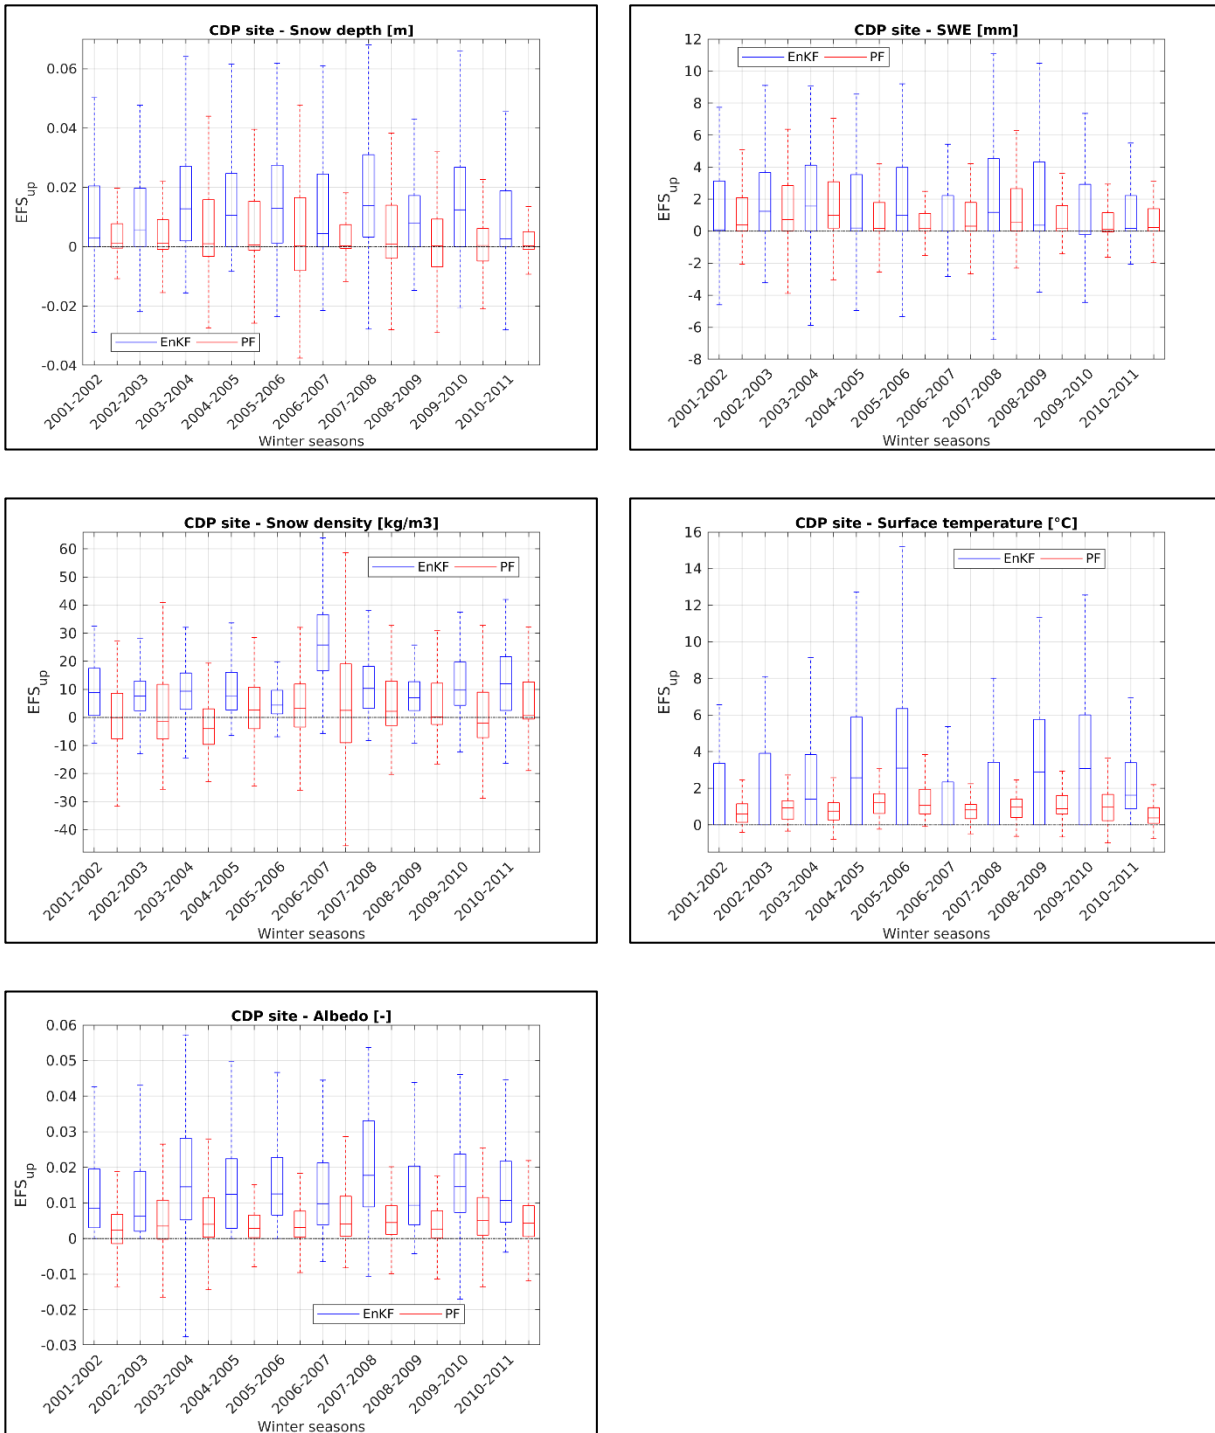 CDP site - Snow depth [m]
0.06
0.04
0.02
0
-0.02
-0.04
EFSup
EnKF PF
2001-2002 2002-2003 2003-2004 2004-2005 2005-2006 2006-2007 2007-2008 2008-2009 2009-2010 2010-2011
Winter seasons
CDP site - SWE [mm]
12
10
8
6
4
2
0
-2
-4
-6
-8
EFSup
EnKF PF
2001-2002 2002-2003 2003-2004 2004-2005 2005-2006 2006-2007 2007-2008 2008-2009 2009-2010 2010-2011
Winter seasons
CDP site - Snow density [kg/m3]
60
50
40
30
20
10
0
-10
-20
-30
-40
EFSup
EnKF PF
2001-2002 2002-2003 2003-2004 2004-2005 2005-2006 2006-2007 2007-2008 2008-2009 2009-2010 2010-2011
Winter seasons
CDP site - Surface temperature [°C]
16
14
12
10
8
6
4
2
0
EFSup
EnKF PF
2001-2002 2002-2003 2003-2004 2004-2005 2005-2006 2006-2007 2007-2008 2008-2009 2009-2010 2010-2011
Winter seasons
CDP site - Albedo [-]
0.06
0.05
0.04
0.03
0.02
0.01
0
-0.01
-0.02
-0.03
EFSup
EnKF PF
2001-2002 2002-2003 2003-2004 2004-2005 2005-2006 2006-2007 2007-2008 2008-2009 2009-2010 2010-2011
Winter seasons